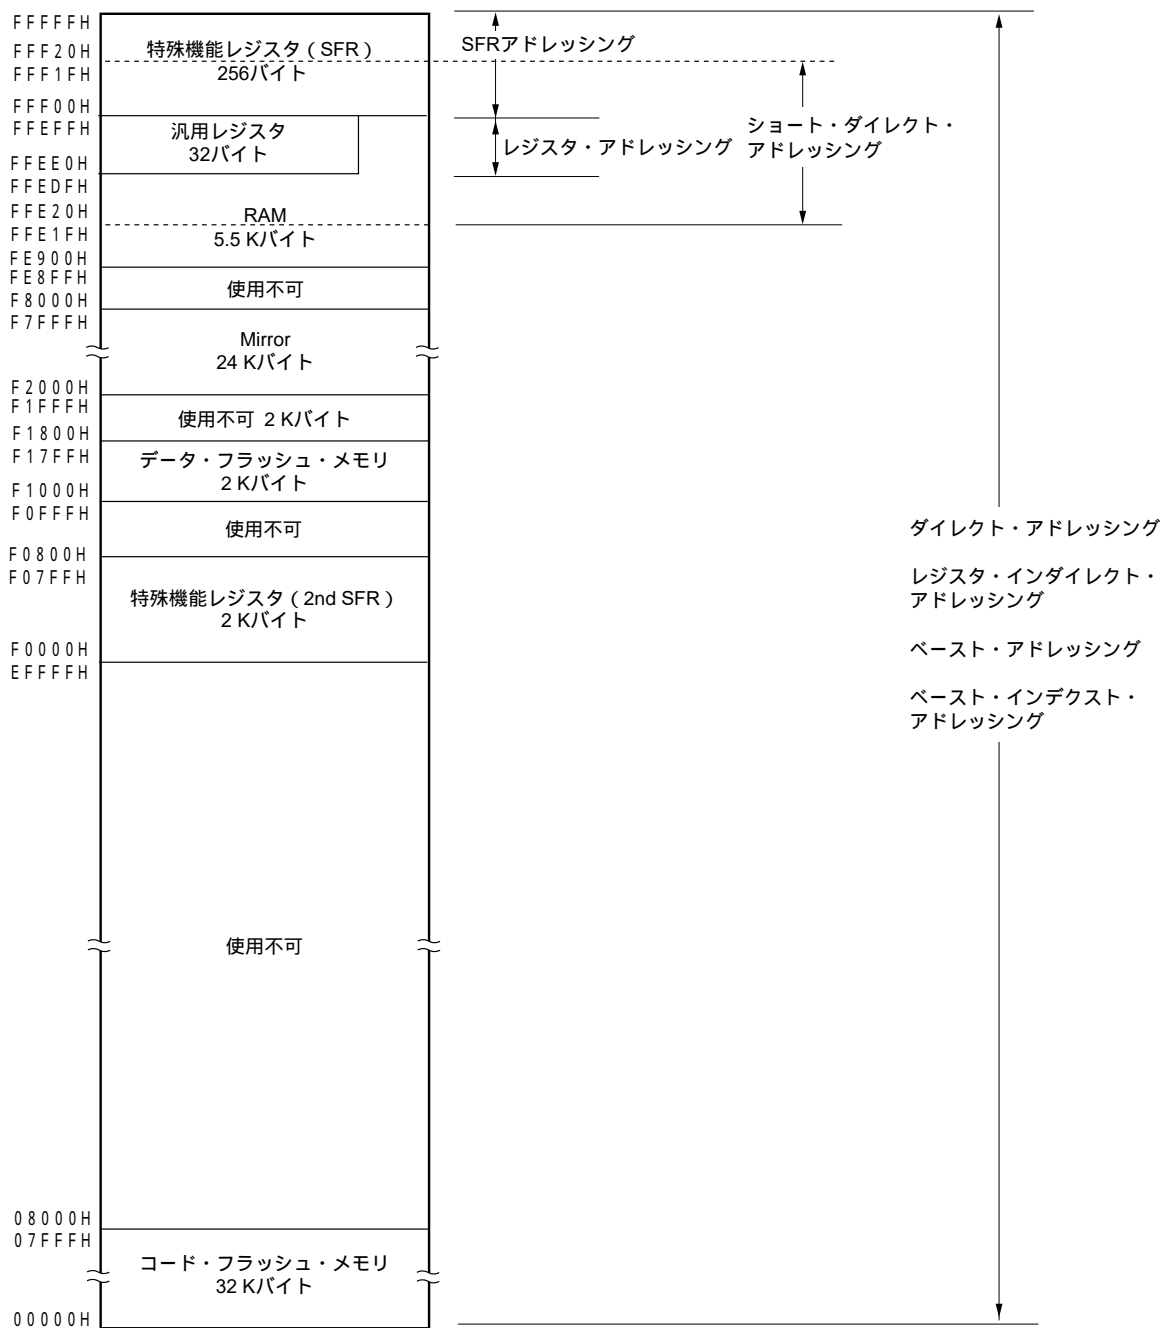 FFFFFH
SFRアドレッシング
FFF20H
特殊機能レジスタ（SFR）
256バイト
FFF1FH
FFF00H
FFEFFH
汎用レジスタ
32バイト
レジスタ・アドレッシング
ショート・ダイレクト・
アドレッシング
FFEE0H
FFEDFH
FFE20H
RAM
5.5 Kバイト
FFE1FH
FE900H
FE8FFH
使用不可
F8000H
F7FFFH
Mirror
24 Kバイト
F2000H
F1FFFH
使用不可 2 Kバイト
F1800H
F17FFH
データ・フラッシュ・メモリ
2 Kバイト
F1000H
F0FFFH
使用不可
ダイレクト・アドレッシング
F0800H
F07FFH
レジスタ・インダイレクト・
アドレッシング
特殊機能レジスタ（2nd SFR）
2 Kバイト
F0000H
ベースト・アドレッシング
EFFFFH
ベースト・インデクスト・
アドレッシング
使用不可
08000H
07FFFH
コード・フラッシュ・メモリ
32 Kバイト
00000H